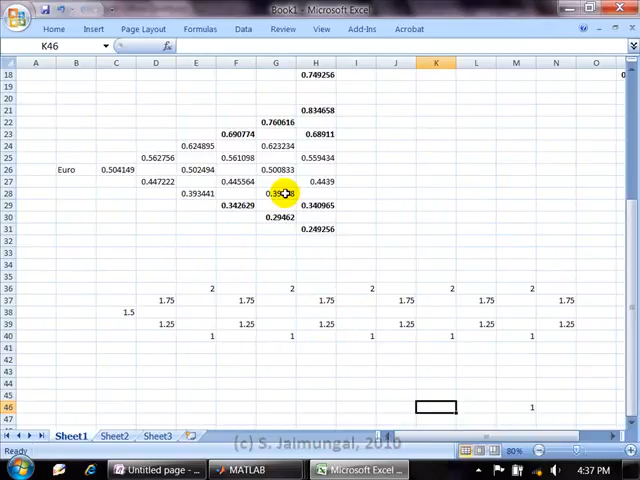 Book1 - Microsoft Excel
Home Insert Page Layout Formulas Data Review View Add-Ins Acrobat
K46 fx
A B C D E F G H I J K L M N O
18 0.749256
19
20
21 0.834658
22 0.760616
23 0.690774 0.68911
24 0.624895 0.623234
25 0.562756 0.561098 0.559434
26 Euro 0.504149 0.502494 0.500833
27 0.447222 0.445564 0.4439
28 0.393441
29 0.342629 0.340965
30 0.29462
31 0.249256
32
33
34
35
36 2 2 2 2 2
37 1.75 1.75 1.75 1.75 1.75 1.75
38 1.5
39 1.25 1.25 1.25 1.25 1.25 1.25
40 1 1 1 1 1
41
42
43
44
45
46 1
47
Sheet1 Sheet2 Sheet3
(c) S. Jaimungal, 2010
Ready 80%
Untitled page - ... MATLAB Microsoft Excel ... 4:37 PM